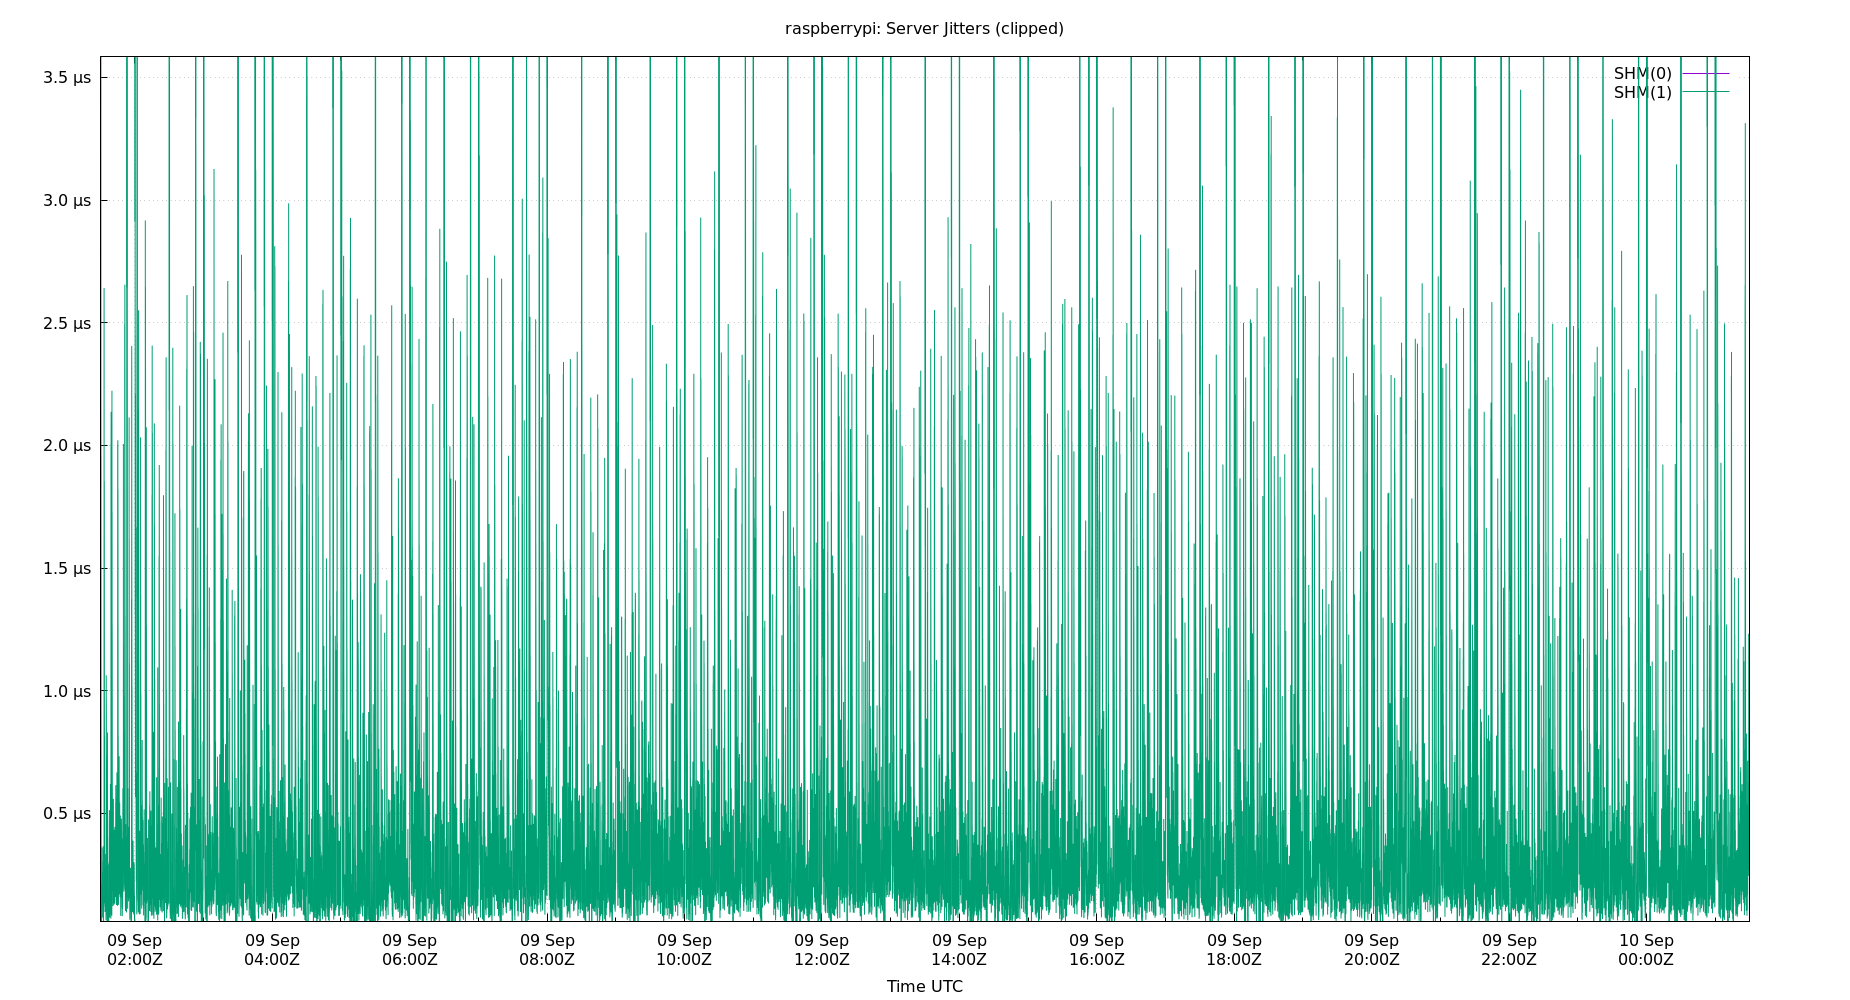 raspberrypi: Server Jitters (clipped)
SHM(0)
SHM(1)
3.5 µs
3.0 µs
2.5 µs
2.0 µs
1.5 µs
1.0 µs
0.5 µs
09 Sep 09 Sep 09 Sep 09 Sep 09 Sep 09 Sep 09 Sep 09 Sep 09 Sep 09 Sep 09 Sep 10 Sep
02:00Z 04:00Z 06:00Z 08:00Z 10:00Z 12:00Z 14:00Z 16:00Z 18:00Z 20:00Z 22:00Z 00:00Z
Time UTC